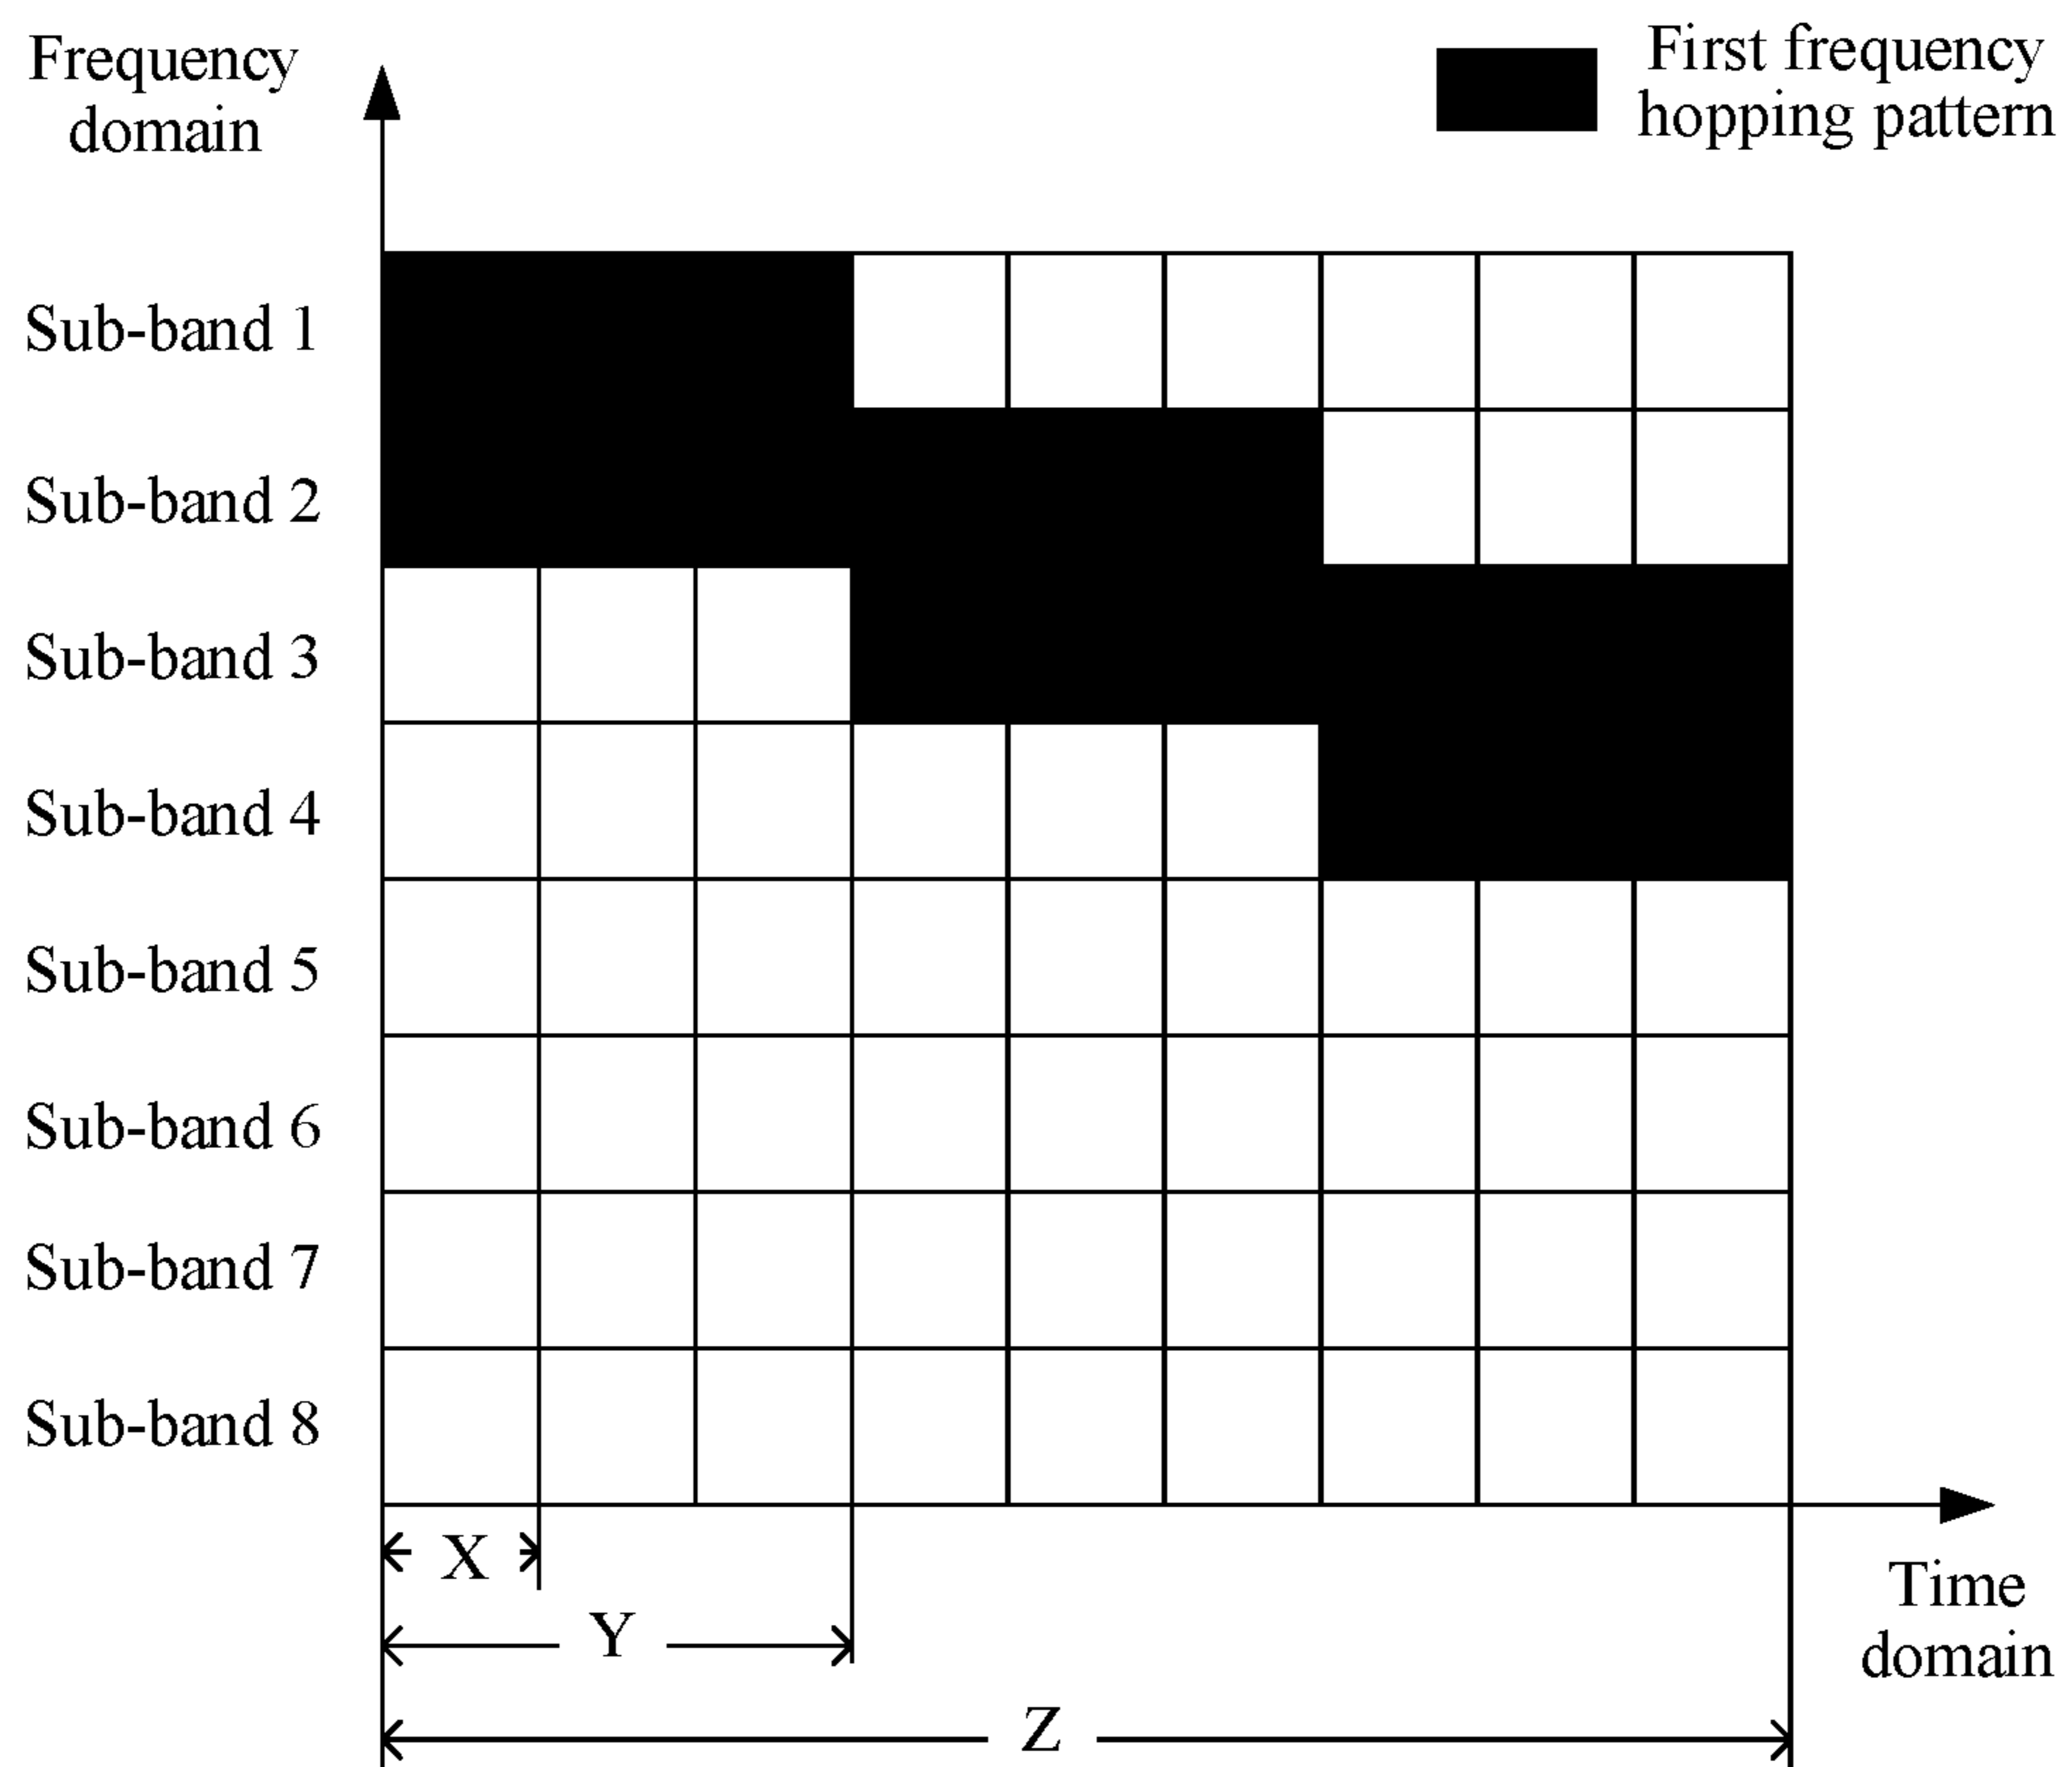 Frequency
domain
First frequency
hopping pattern
Sub-band 1
Sub-band 2
Sub-band 3
Sub-band 4
Sub-band 5
Sub-band 6
Sub-band 7
Sub-band 8
X
Y
Z
Time
domain